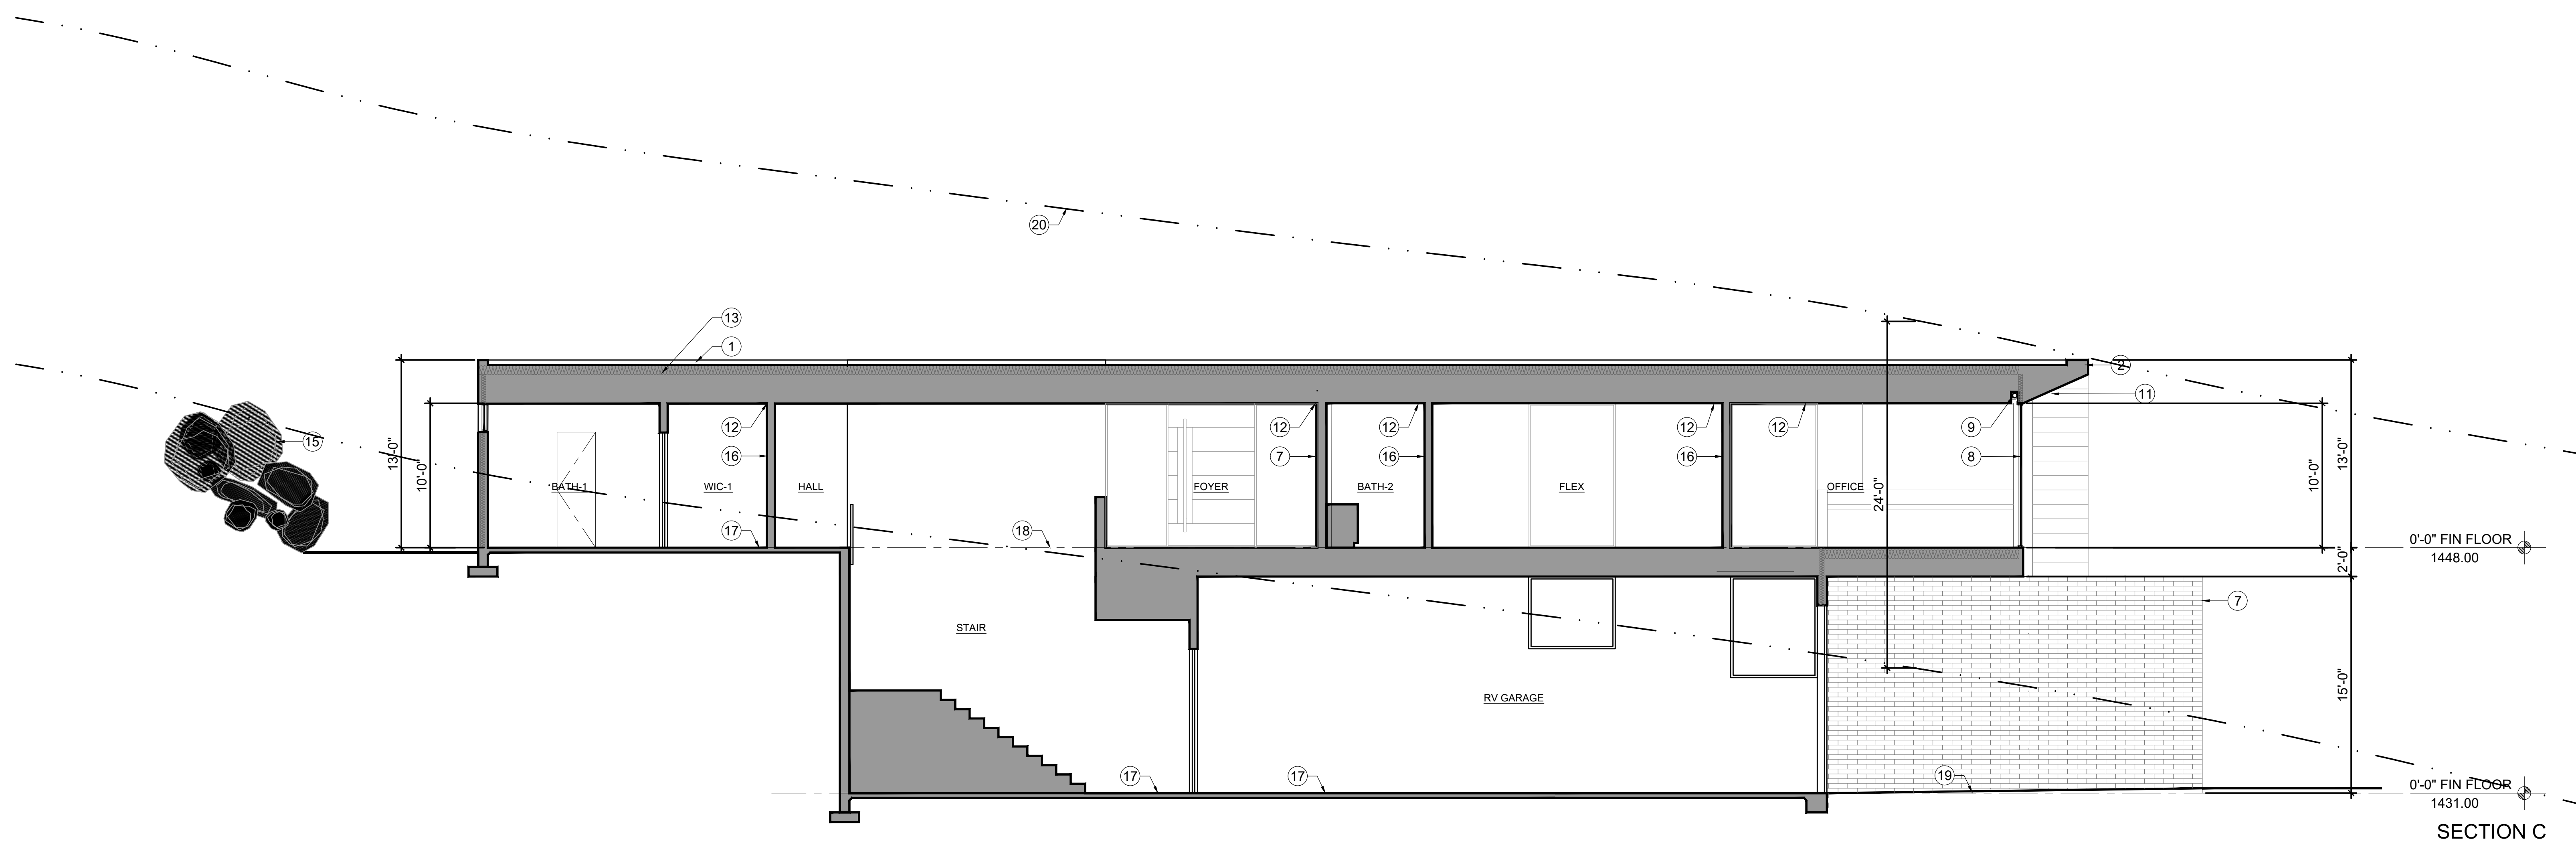 20
13
1
2
11
15
13'-0"
10'-0"
12
16
12
7
12
16
12
16
12
9
8
10'-0"
13'-0"
BATH-1
WIC-1
HALL
FOYER
BATH-2
FLEX
OFFICE
24'-0"
17
18
0'-0" FIN FLOOR
1448.00
2'-0"
7
STAIR
RV GARAGE
15'-0"
17
17
19
0'-0" FIN FLOOR
1431.00
SECTION C